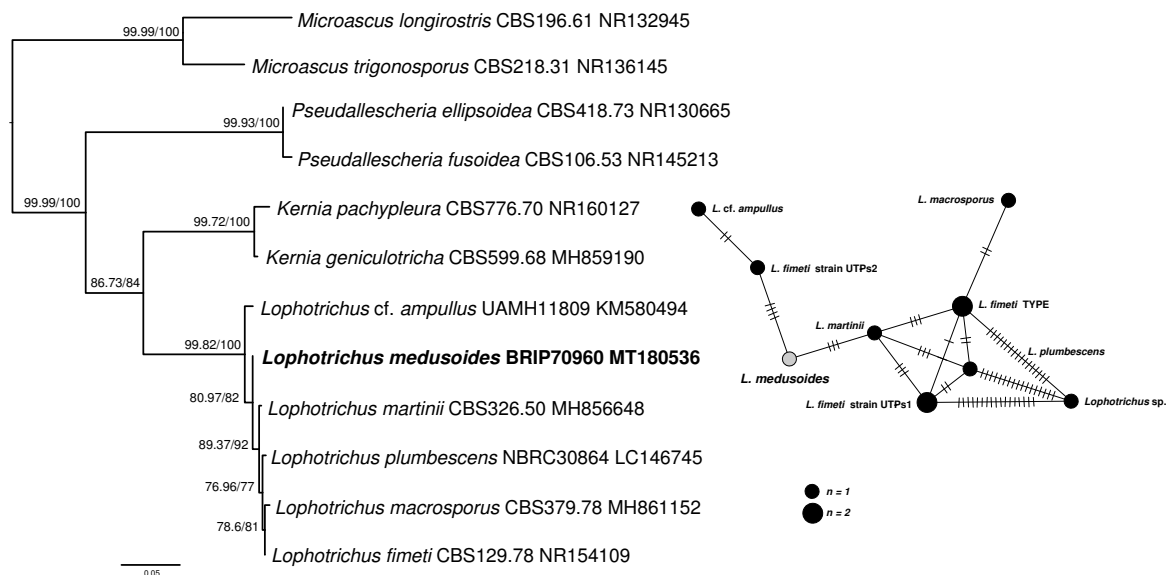 Microascus longirostris CBS196.61 NR132945
99.99/100
Microascus trigonosporus CBS218.31 NR136145
Pseudallescheria ellipsoidea CBS418.73 NR130665
99.93/100
Pseudallescheria fusoidea CBS106.53 NR145213
99.99/100
Kernia pachypleura CBS776.70 NR160127
99.72/100
Kernia geniculotricha CBS599.68 MH859190
86.73/84
Lophotrichus cf. ampullus UAMH11809 KM580494
99.82/100
Lophotrichus medusoides BRIP70960 MT180536
80.97/82
Lophotrichus martinii CBS326.50 MH856648
89.37/92
Lophotrichus plumbescens NBRC30864 LC146745
76.96/77
Lophotrichus macrosporus CBS379.78 MH861152
78.6/81
Lophotrichus fimeti CBS129.78 NR154109
0.05
L. cf. ampullus
L. macrosporus
L. fimeti strain UTPs2
L. fimeti TYPE
L. martinii
L. plumbescens
L. medusoides
L. fimeti strain UTPs1
Lophotrichus sp.
n = 1
n = 2